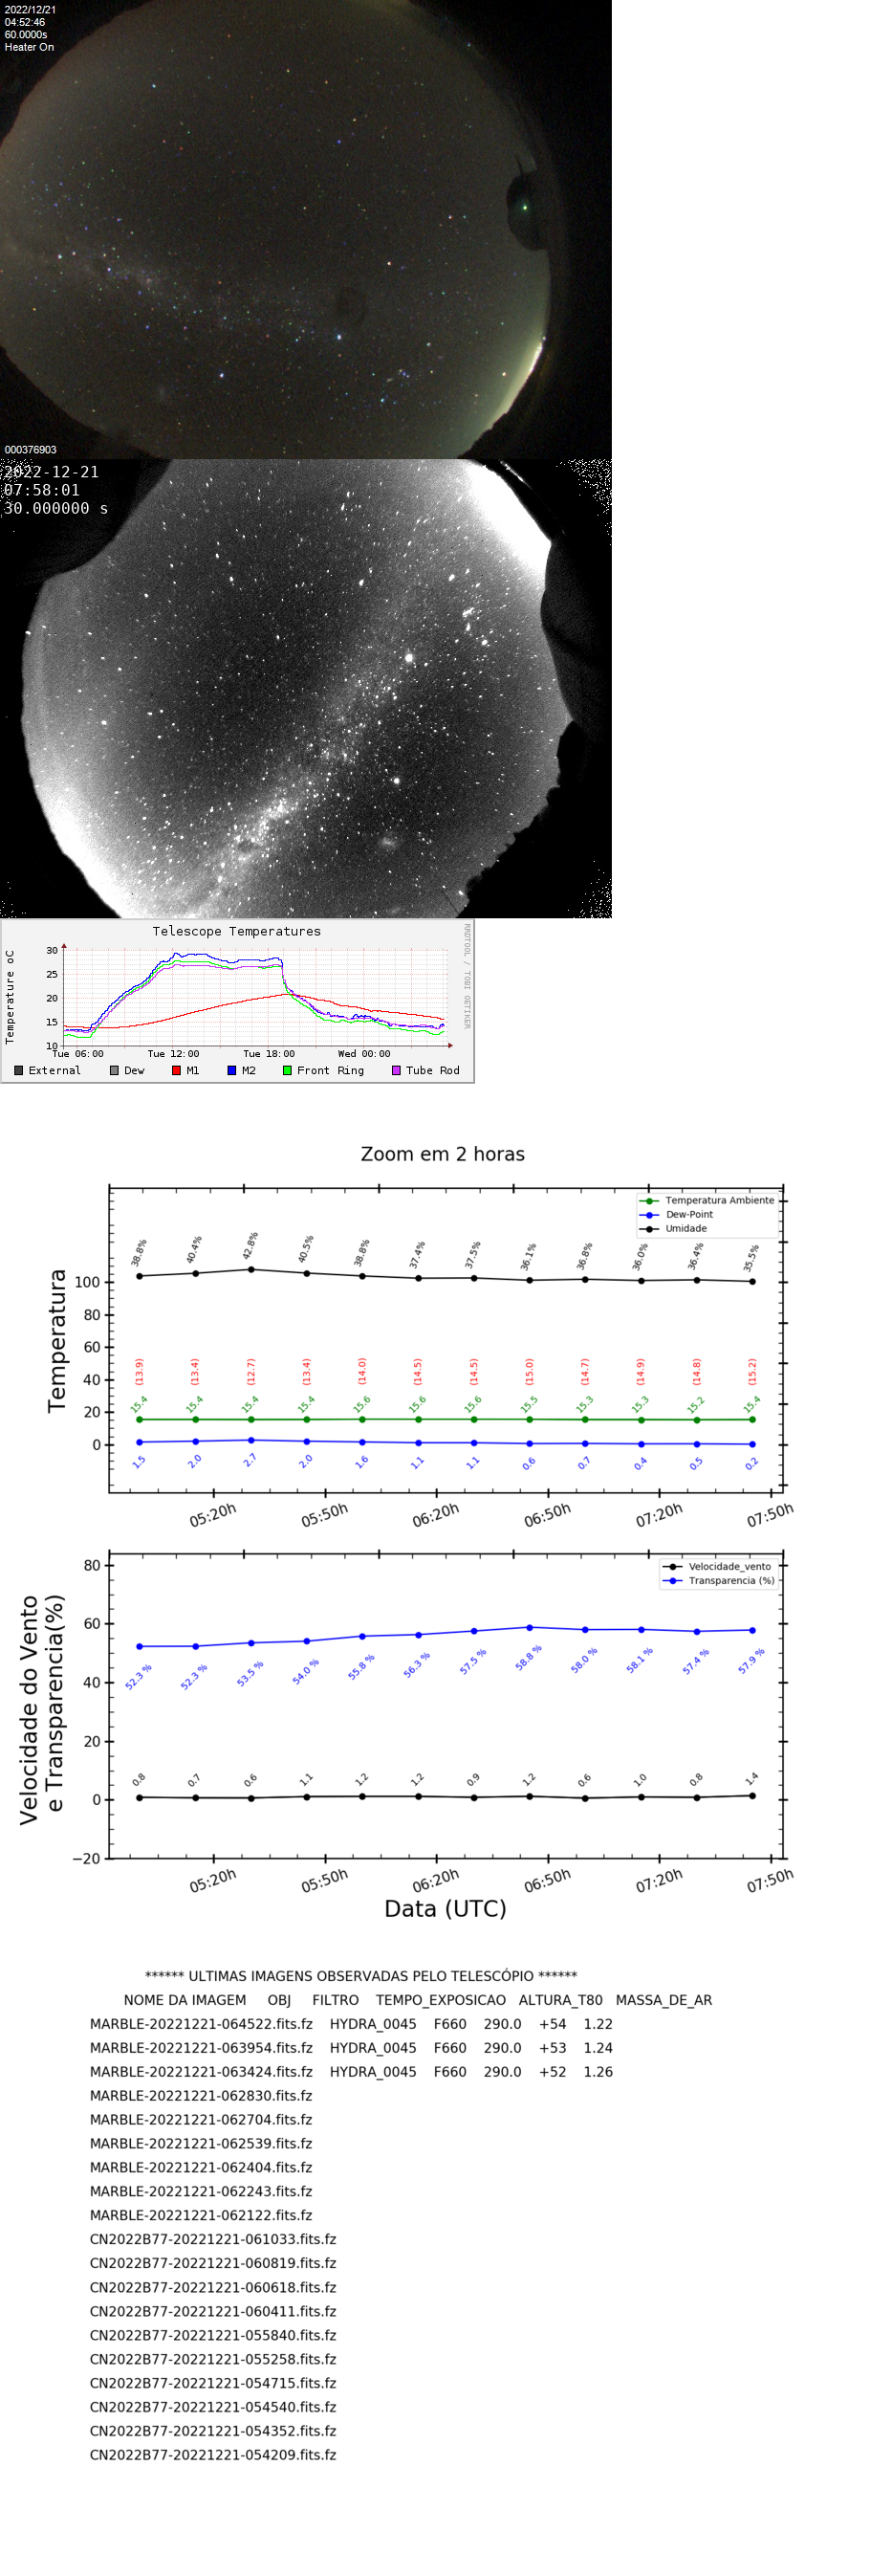 2022/12/21
04:52:46
60.0000s
Heater On
000376903
2022-12-21
07:58:01
30.000000 s
Telescope Temperatures
RRDTOOL / TOBI OETIKER
Temperature oC
30
25
20
15
10
Tue 06:00 Tue 12:00 Tue 18:00 Wed 00:00
External Dew M1 M2 Front Ring Tube Rod
Zoom em 2 horas
Temperatura Ambiente
Dew-Point
Umidade
38.8% 40.4% 42.8% 40.5% 38.8% 37.4% 37.5% 36.1% 36.8% 36.0% 36.4% 35.5%
Temperatura
100
80
60
40
20
0
(13.9) (13.4) (12.7) (13.4) (14.0) (14.5) (14.5) (15.0) (14.7) (14.9) (14.8) (15.2)
15.4 15.4 15.4 15.4 15.6 15.6 15.6 15.5 15.3 15.3 15.2 15.4
1.5 2.0 2.7 2.0 1.6 1.1 1.1 0.6 0.7 0.4 0.5 0.2
05:20h 05:50h 06:20h 06:50h 07:20h 07:50h
Velocidade_vento
Transparencia (%)
Velocidade do Vento
e Transparencia(%)
80
60
40
20
0
−20
52.3 % 52.3 % 53.5 % 54.0 % 55.8 % 56.3 % 57.5 % 58.8 % 58.0 % 58.1 % 57.4 % 57.9 %
0.8 0.7 0.6 1.1 1.2 1.2 0.9 1.2 0.6 1.0 0.8 1.4
05:20h 05:50h 06:20h 06:50h 07:20h 07:50h
Data (UTC)
****** ULTIMAS IMAGENS OBSERVADAS PELO TELESCÓPIO ******
NOME DA IMAGEM OBJ FILTRO TEMPO_EXPOSICAO ALTURA_T80 MASSA_DE_AR
MARBLE-20221221-064522.fits.fz HYDRA_0045 F660 290.0 +54 1.22
MARBLE-20221221-063954.fits.fz HYDRA_0045 F660 290.0 +53 1.24
MARBLE-20221221-063424.fits.fz HYDRA_0045 F660 290.0 +52 1.26
MARBLE-20221221-062830.fits.fz
MARBLE-20221221-062704.fits.fz
MARBLE-20221221-062539.fits.fz
MARBLE-20221221-062404.fits.fz
MARBLE-20221221-062243.fits.fz
MARBLE-20221221-062122.fits.fz
CN2022B77-20221221-061033.fits.fz
CN2022B77-20221221-060819.fits.fz
CN2022B77-20221221-060618.fits.fz
CN2022B77-20221221-060411.fits.fz
CN2022B77-20221221-055840.fits.fz
CN2022B77-20221221-055258.fits.fz
CN2022B77-20221221-054715.fits.fz
CN2022B77-20221221-054540.fits.fz
CN2022B77-20221221-054352.fits.fz
CN2022B77-20221221-054209.fits.fz